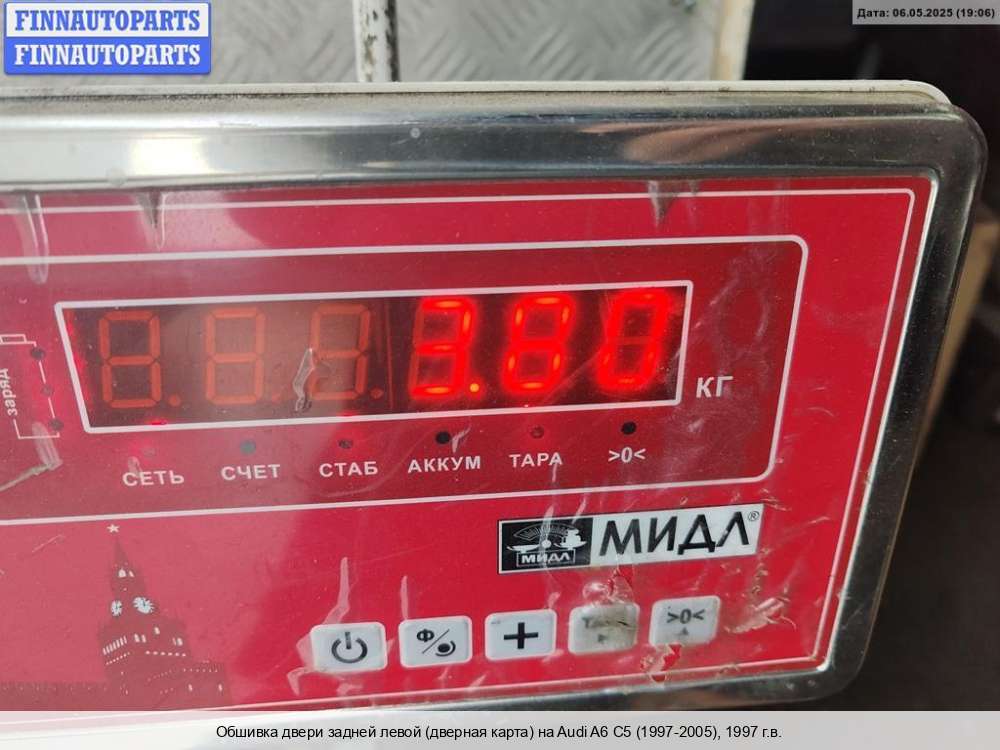 FINNAUTOPARTS
FINNAUTOPARTS
Дата: 06.05.2025 (19:06)
заряд
3.80 КГ
СЕТЬ СЧЕТ СТАБ АККУМ ТАРА >0<
МИДЛ МИДЛ®
Ф >0<
Обшивка двери задней левой (дверная карта) на Audi A6 C5 (1997-2005), 1997 г.в.